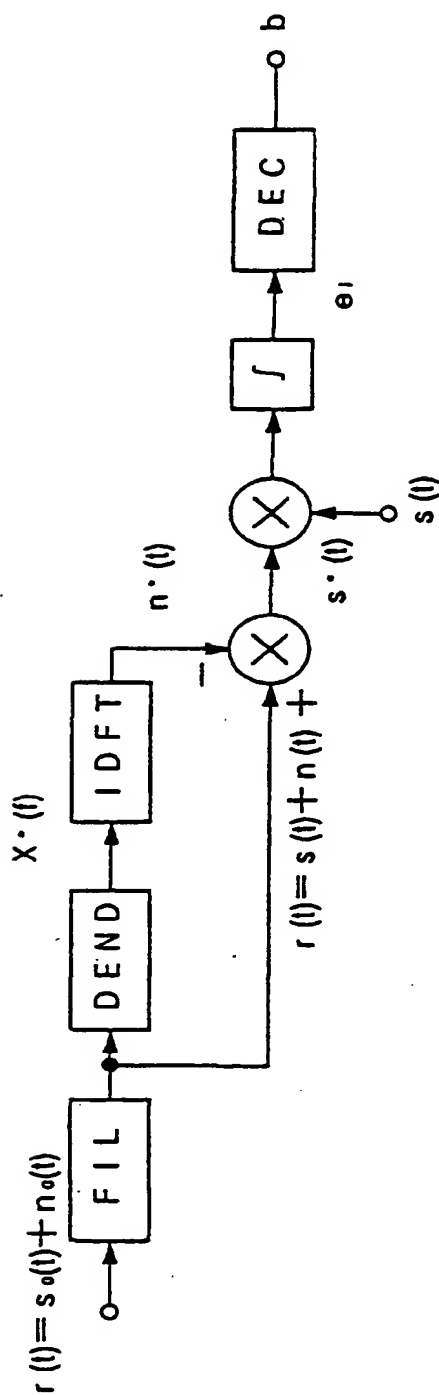 r (t) = s₀(t) + n₀(t)
FIL
DEND
X• (f)
IDFT
n• (t)
−
r (t) = s (t) + n (t) +
X
s• (t)
X
s (t)
∫
e₁
DEC
b